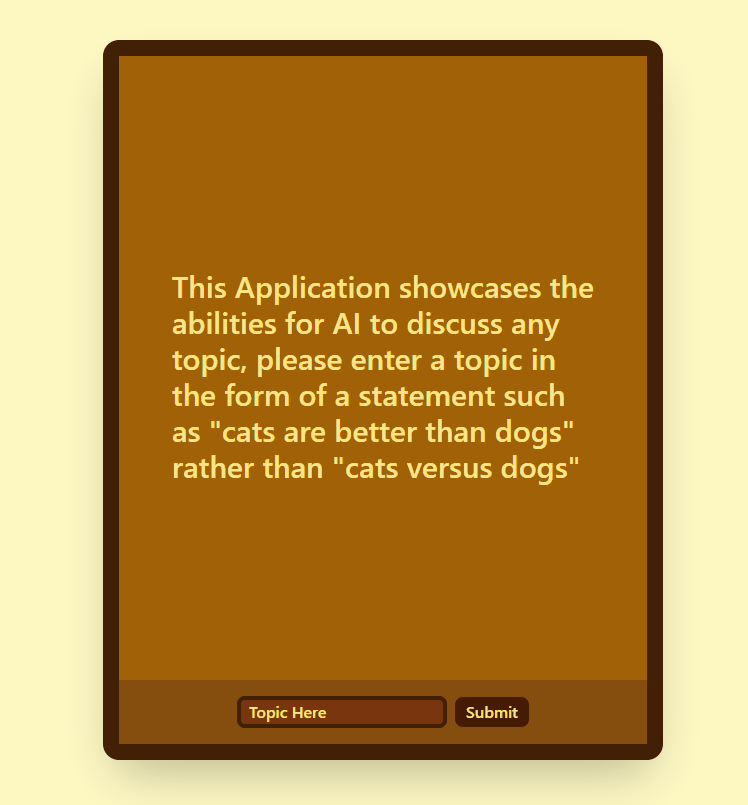 This Application showcases the
abilities for AI to discuss any
topic, please enter a topic in
the form of a statement such
as "cats are better than dogs"
rather than "cats versus dogs"
Topic Here
Submit